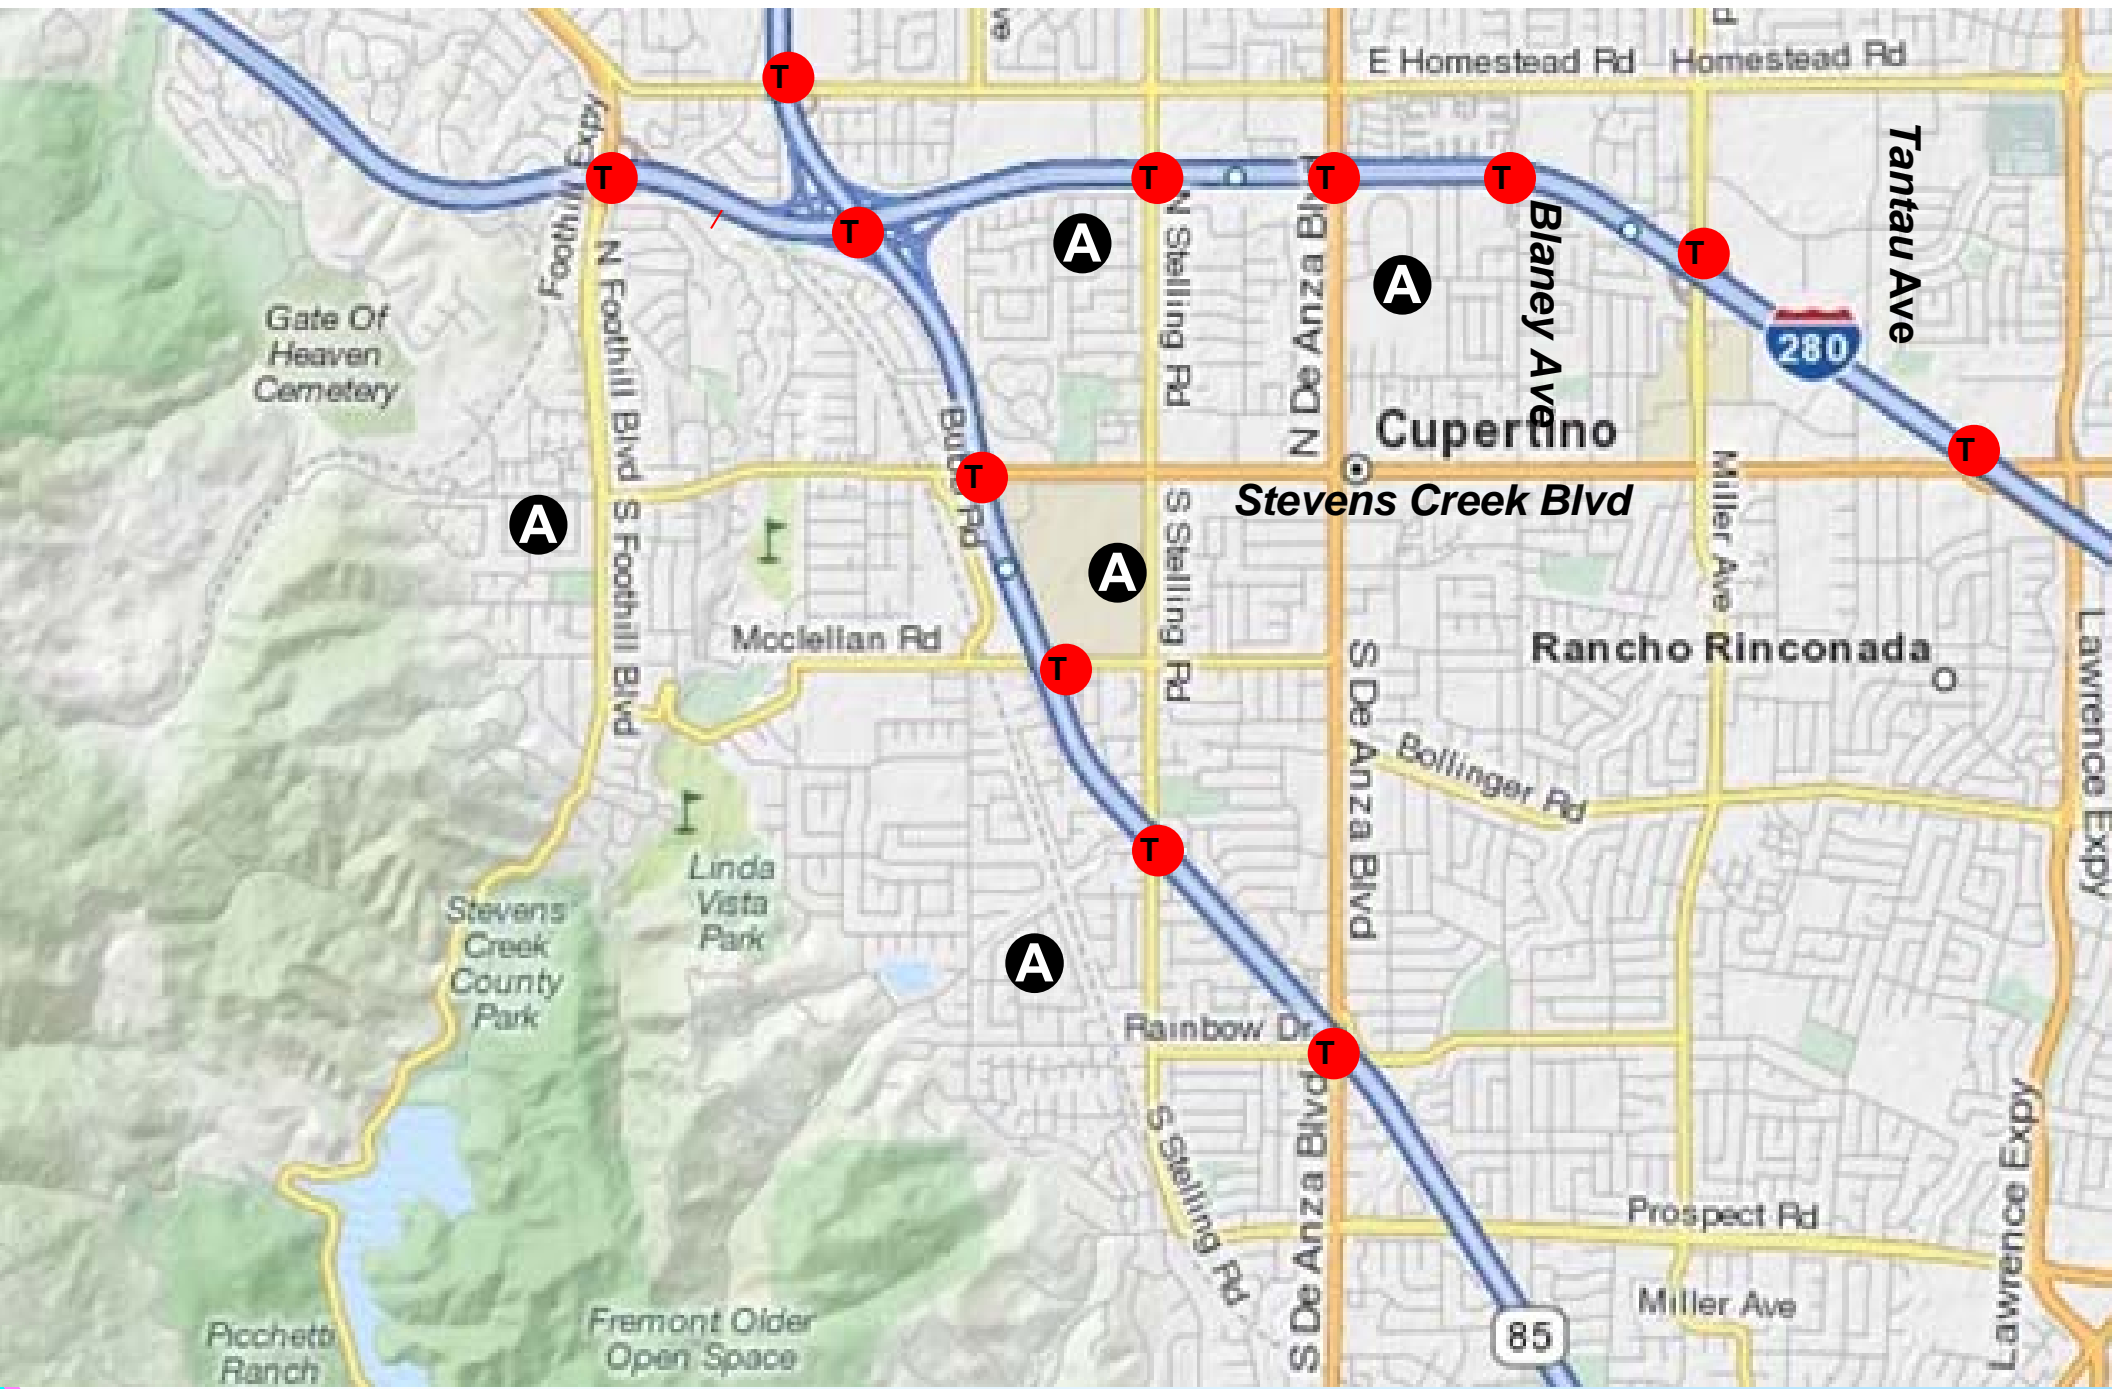 E Homestead Rd
Homestead Rd
T
Foothill Expy
T
T
T
T
T
T
Tantau Ave
N Stelling Rd
N De Anza Blvd
Blaney Ave
A
A
N Foothill Blvd
Gate Of
Heaven
Cemetery
280
Cupertino
T
T
Stevens Creek Blvd
Miller Ave
A
S Foothill Blvd
Rd
A
S Stelling Rd
Mcclellan Rd
T
Rancho Rinconada
S De Anza Blvd
Lawrence Expy
Bollinger Rd
T
Linda
Vista
Park
Stevens
Creek
County
Park
A
Rainbow Dr
T
S Stelling Rd
S De Anza Blvd
Prospect Rd
Lawrence Expy
Miller Ave
85
Picchetti
Ranch
Fremont Older
Open Space